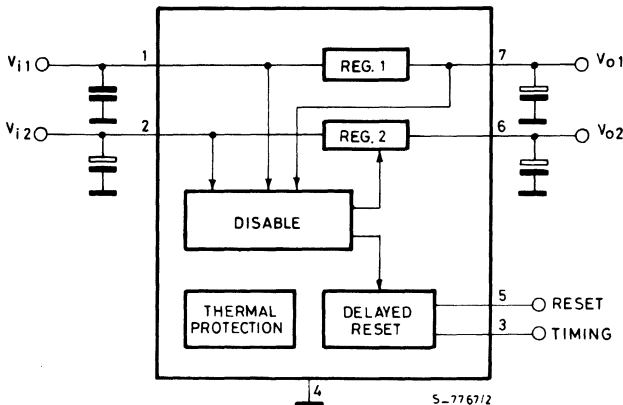 Vi1 1 REG. 1 7 Vo1
Vi2 2 REG. 2 6 Vo2
DISABLE
THERMAL
PROTECTION
DELAYED
RESET
5 RESET
3 TIMING
4
S_7767/2